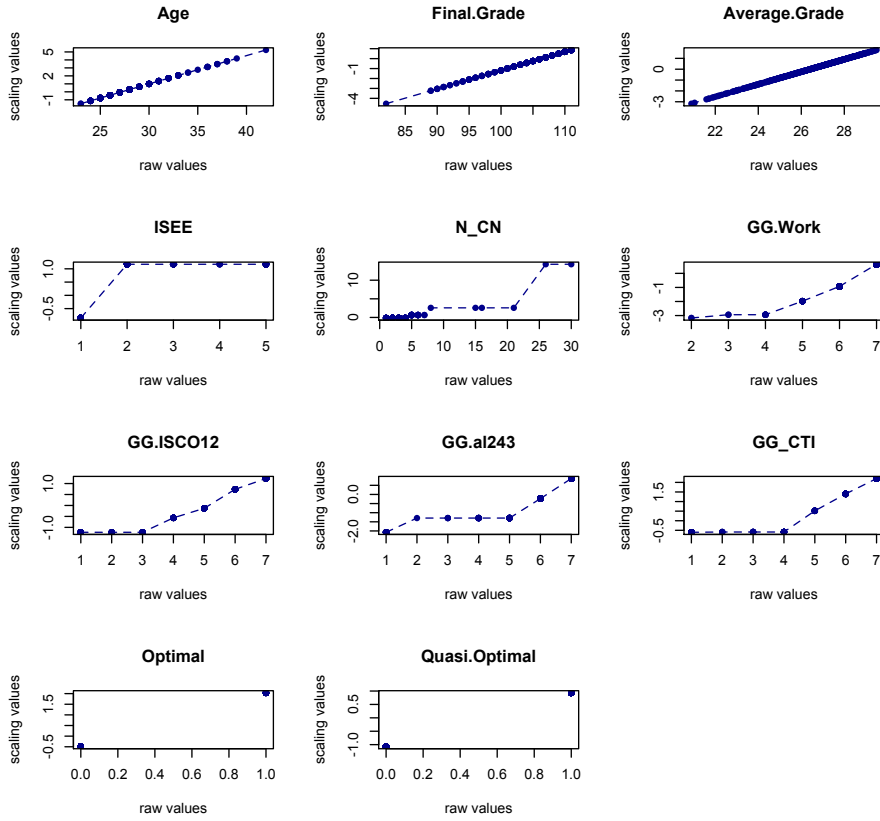 Age
scaling values
-1 2 5
25 30 35 40
raw values
Final.Grade
scaling values
-4 -1
85 90 95 100 110
raw values
Average.Grade
scaling values
-3 0
22 24 26 28
raw values
ISEE
scaling values
-0.5 1.0
1 2 3 4 5
raw values
N_CN
scaling values
0 10
0 5 10 15 20 25 30
raw values
GG.Work
scaling values
-3 -1
2 3 4 5 6 7
raw values
GG.ISCO12
scaling values
-1.0 1.0
1 2 3 4 5 6 7
raw values
GG.al243
scaling values
-2.0 0.0
1 2 3 4 5 6 7
raw values
GG_CTI
scaling values
-0.5 1.5
1 2 3 4 5 6 7
raw values
Optimal
scaling values
-0.5 1.5
0.0 0.2 0.4 0.6 0.8 1.0
raw values
Quasi.Optimal
scaling values
-1.0 0.5
0.0 0.2 0.4 0.6 0.8 1.0
raw values